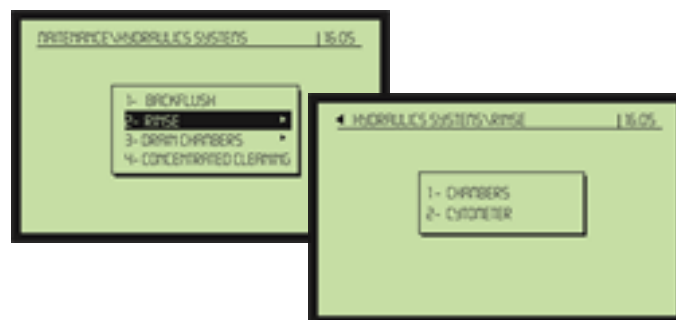 MAITENANCE\HYDRAULICS SYSTEMS | 16:05
1- BACKFLUSH
2- RINSE
3- DRAIN CHAMBERS
4- CONCENTRATED CLEANING
HYDRAULICS SYSTEMS\RINSE | 16:05
1- CHAMBERS
2- CYTOMETER